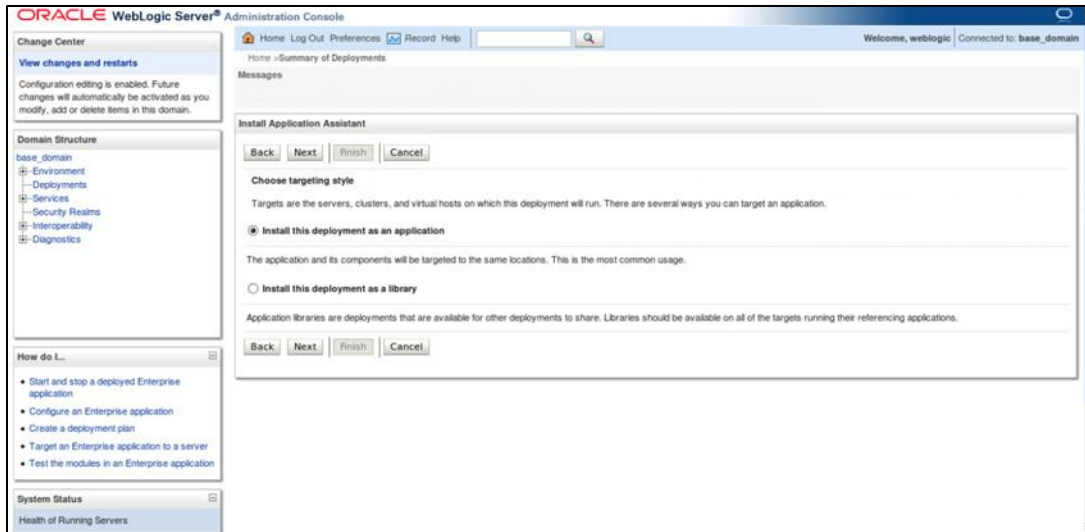 ORACLE WebLogic Server® Administration Console
Change Center
View changes and restarts
Configuration editing is enabled. Future
changes will automatically be activated as you
modify, add or delete items in this domain.
Domain Structure
base_domain
Environment
Deployments
Services
Security Realms
Interoperability
Diagnostics
How do I...
Start and stop a deployed Enterprise
application
Configure an Enterprise application
Create a deployment plan
Target an Enterprise application to a server
Test the modules in an Enterprise application
System Status
Health of Running Servers
Home Log Out Preferences Record Help
Welcome, weblogic Connected to: base_domain
Home >Summary of Deployments
Messages
Install Application Assistant
Back Next Finish Cancel
Choose targeting style
Targets are the servers, clusters, and virtual hosts on which this deployment will run. There are several ways you can target an application.
Install this deployment as an application
The application and its components will be targeted to the same locations. This is the most common usage.
Install this deployment as a library
Application libraries are deployments that are available for other deployments to share. Libraries should be available on all of the targets running their referencing applications.
Back Next Finish Cancel